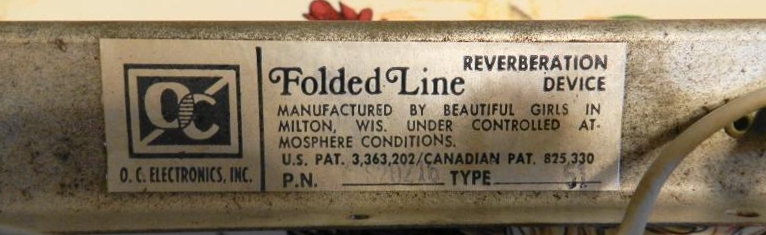 OC
O. C. ELECTRONICS, INC.
Folded Line
REVERBERATION
DEVICE
MANUFACTURED BY BEAUTIFUL GIRLS IN
MILTON, WIS. UNDER CONTROLLED AT-
MOSPHERE CONDITIONS.
U.S. PAT. 3,363,202/CANADIAN PAT. 825,330
P.N. TYPE